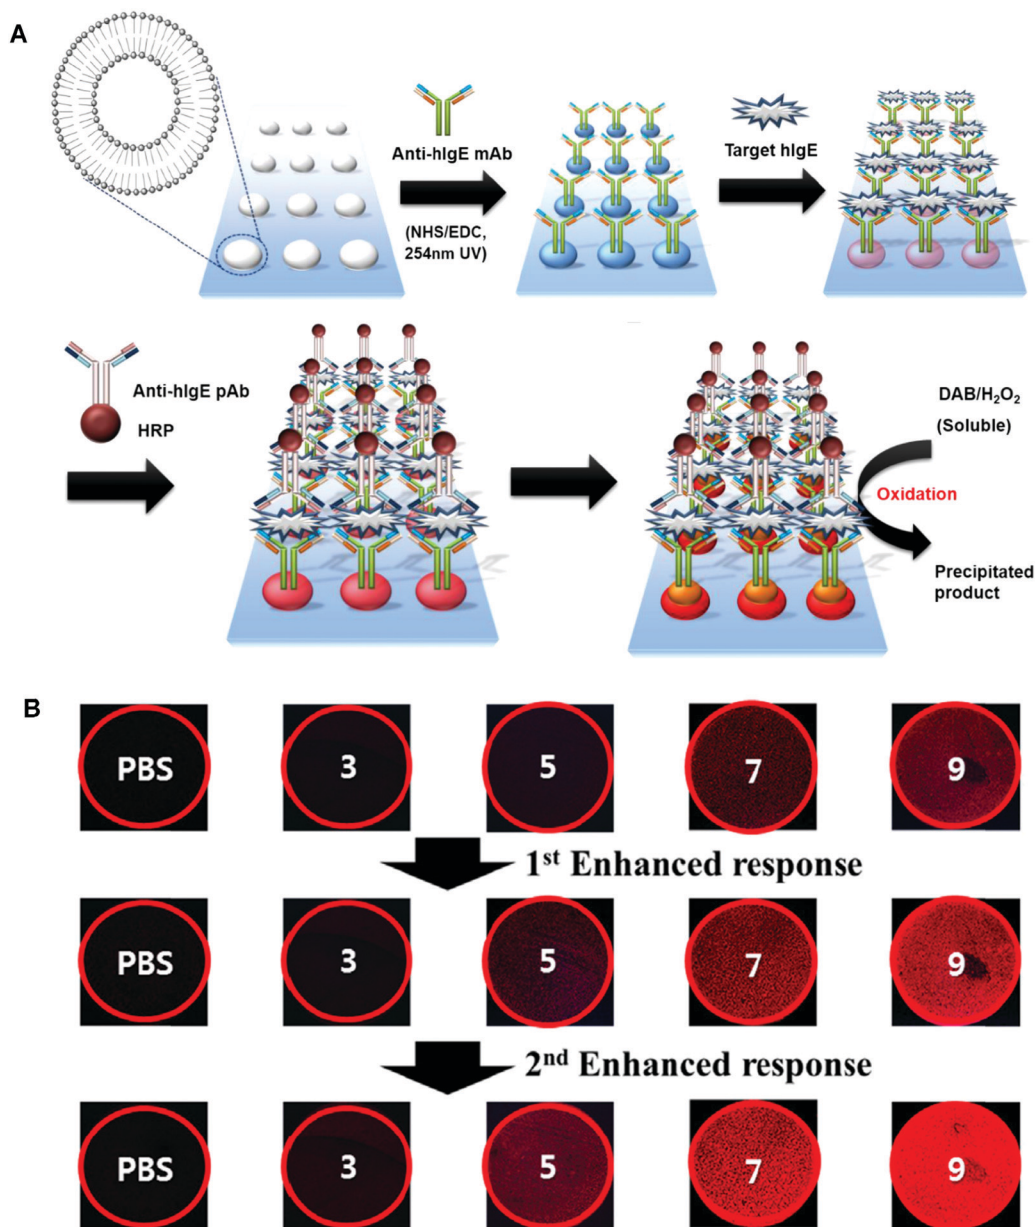 A
Anti-hIgE mAb
(NHS/EDC,
254nm UV)
Target hIgE
Anti-hIgE pAb
HRP
DAB/H₂O₂
(Soluble)
Oxidation
Precipitated
product
B
PBS 3 5 7 9
1st Enhanced response
PBS 3 5 7 9
2nd Enhanced response
PBS 3 5 7 9